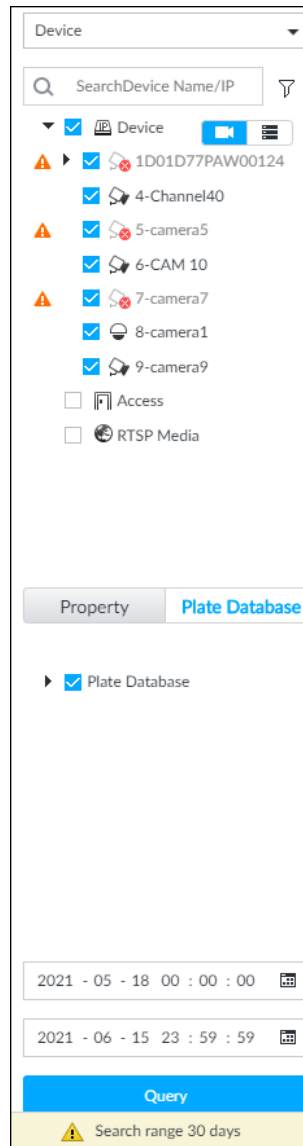 Device
SearchDevice Name/IP
IP Device
1D01D77PAW00124
4-Channel40
5-camera5
6-CAM 10
7-camera7
8-camera1
9-camera9
Access
RTSP Media
Property Plate Database
Plate Database
2021 - 05 - 18 00 : 00 : 00
2021 - 06 - 15 23 : 59 : 59
Query
Search range 30 days